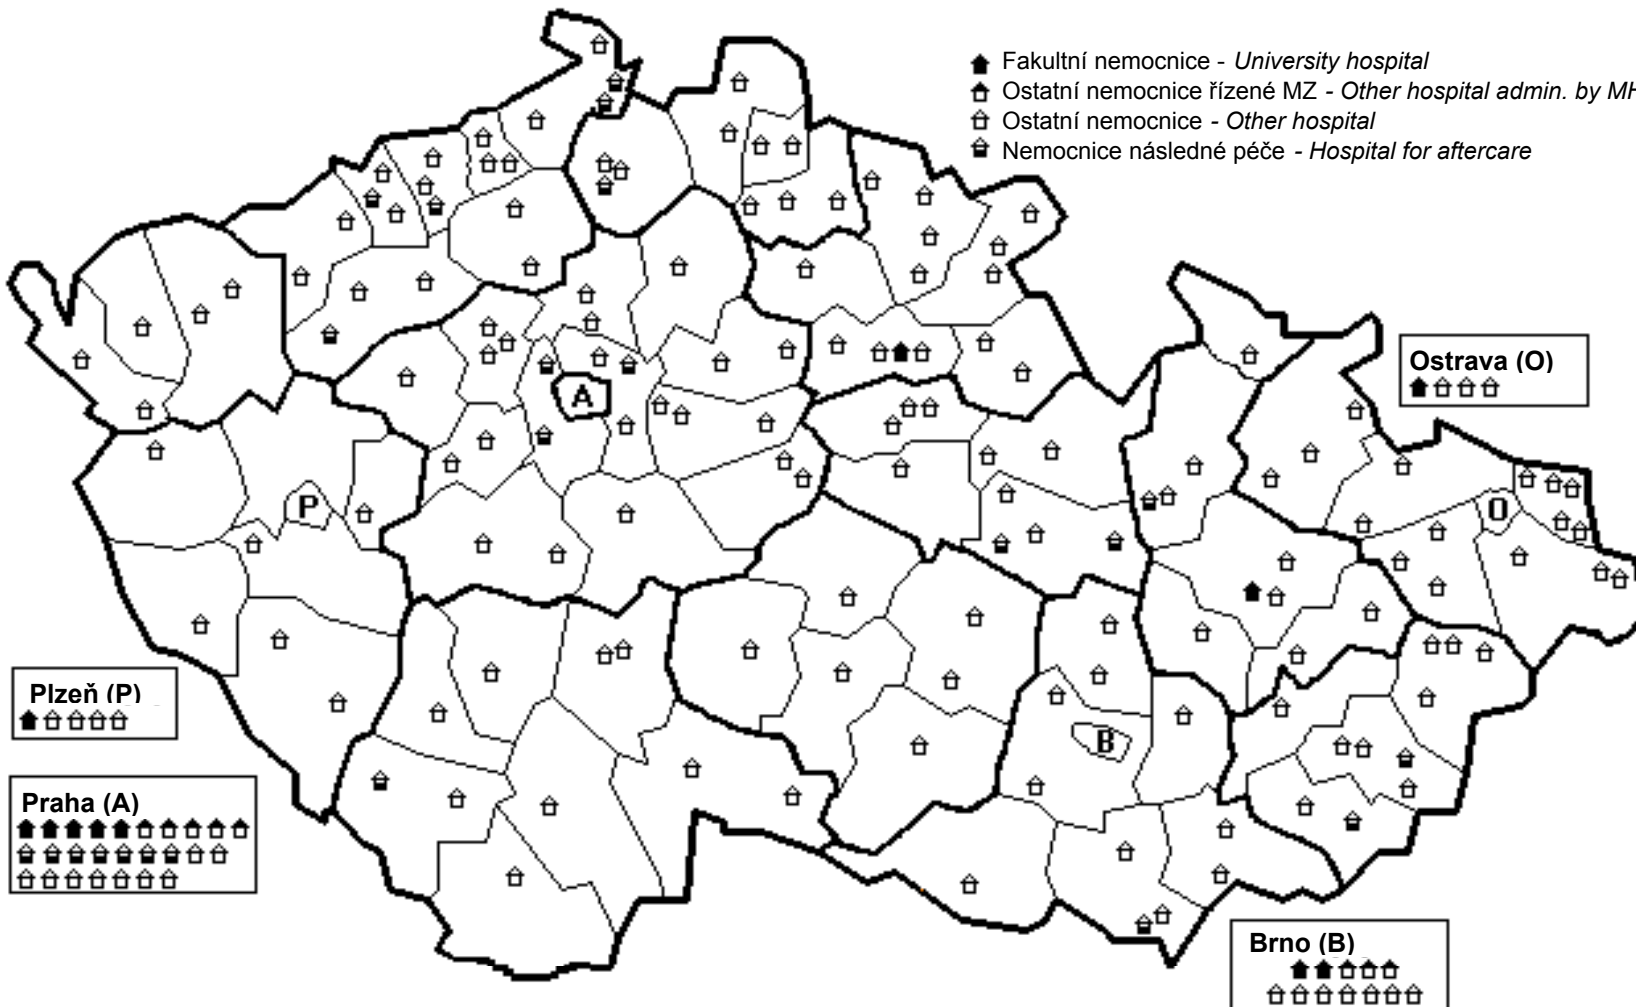 Fakultní nemocnice - University hospital
Ostatní nemocnice řízené MZ - Other hospital admin. by MH
Ostatní nemocnice - Other hospital
Nemocnice následné péče - Hospital for aftercare
Ostrava (O)
A
P
O
Plzeň (P)
B
Praha (A)
Brno (B)